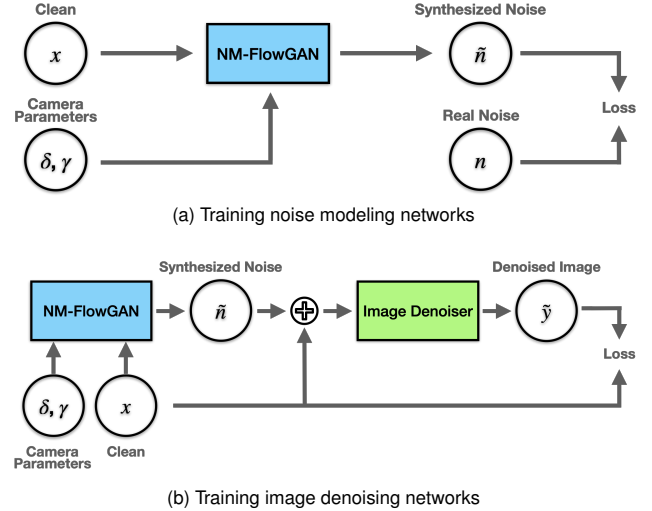 Clean
x
NM-FlowGAN
Synthesized Noise
ñ
Camera
Parameters
δ, γ
Real Noise
n
Loss
(a) Training noise modeling networks
Synthesized Noise
Denoised Image
NM-FlowGAN
ñ
Image Denoiser
ỹ
Loss
δ, γ
x
Camera
Parameters
Clean
(b) Training image denoising networks